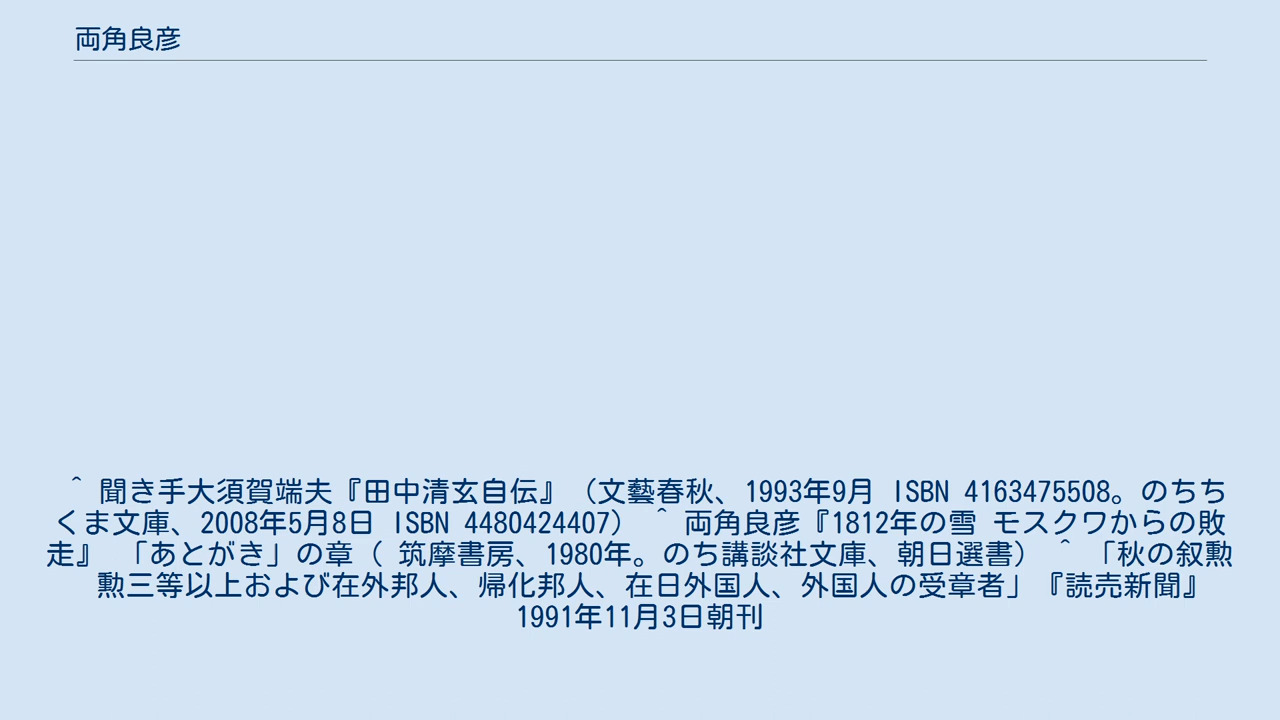 両角良彦
^ 聞き手大須賀端夫『田中清玄自伝』（文藝春秋、1993年9月 ISBN 4163475508。のちち
くま文庫、2008年5月8日 ISBN 4480424407） ^ 両角良彦『1812年の雪 モスクワからの敗
走』 「あとがき」の章（ 筑摩書房、1980年。のち講談社文庫、朝日選書） ^ 「秋の叙勲
勲三等以上および在外邦人、帰化邦人、在日外国人、外国人の受章者」『読売新聞』
1991年11月3日朝刊